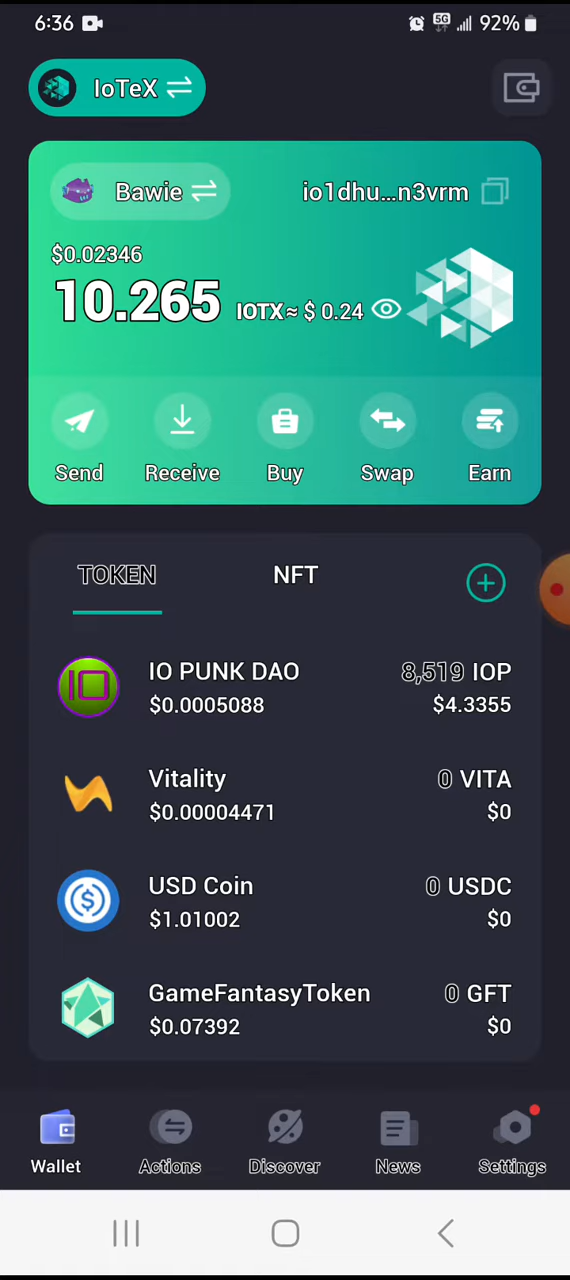 6:36 5G 92%
IoTeX
Bawie io1dhu...n3vrm
$0.02346
10.265 IOTX≈ $ 0.24
Send Receive Buy Swap Earn
TOKEN NFT
IO PUNK DAO 8,519 IOP
$0.0005088 $4.3355
Vitality 0 VITA
$0.00004471 $0
USD Coin 0 USDC
$1.01002 $0
GameFantasyToken 0 GFT
$0.07392 $0
Wallet Actions Discover News Settings